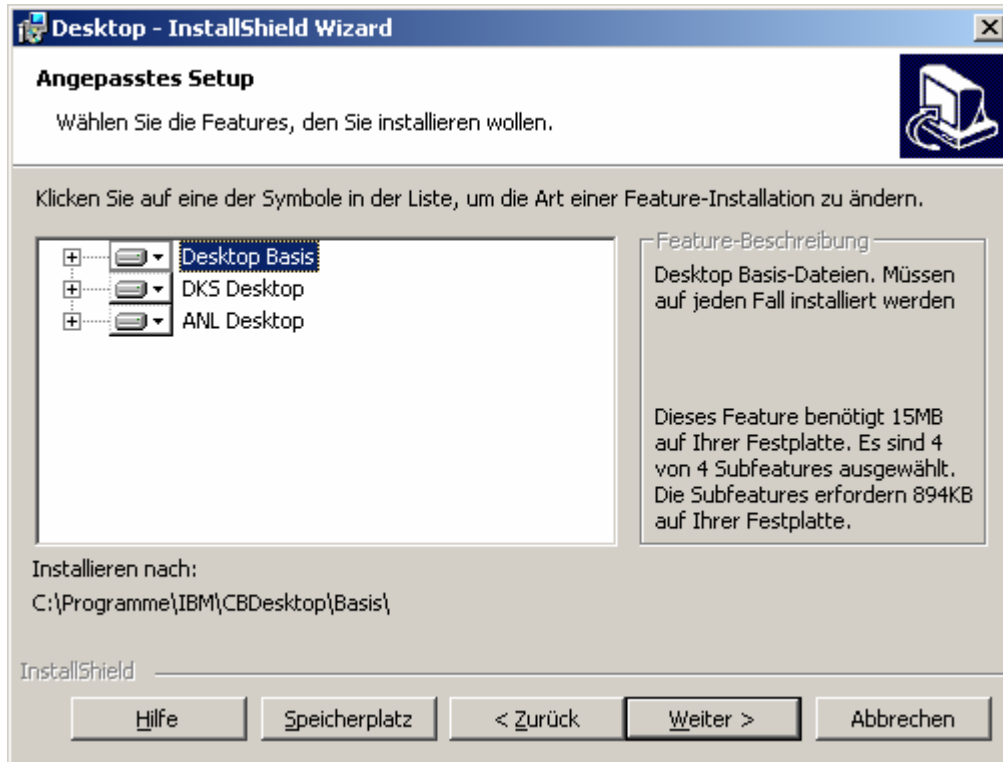 Desktop - InstallShield Wizard
Angepasstes Setup
Wählen Sie die Features, den Sie installieren wollen.
Klicken Sie auf eine der Symbole in der Liste, um die Art einer Feature-Installation zu ändern.
Desktop Basis
DKS Desktop
ANL Desktop
Feature-Beschreibung
Desktop Basis-Dateien. Müssen
auf jeden Fall installiert werden
Dieses Feature benötigt 15MB
auf Ihrer Festplatte. Es sind 4
von 4 Subfeatures ausgewählt.
Die Subfeatures erfordern 894KB
auf Ihrer Festplatte.
Installieren nach:
C:\Programme\IBM\CBDesktop\Basis\
InstallShield
Hilfe
Speicherplatz
< Zurück
Weiter >
Abbrechen